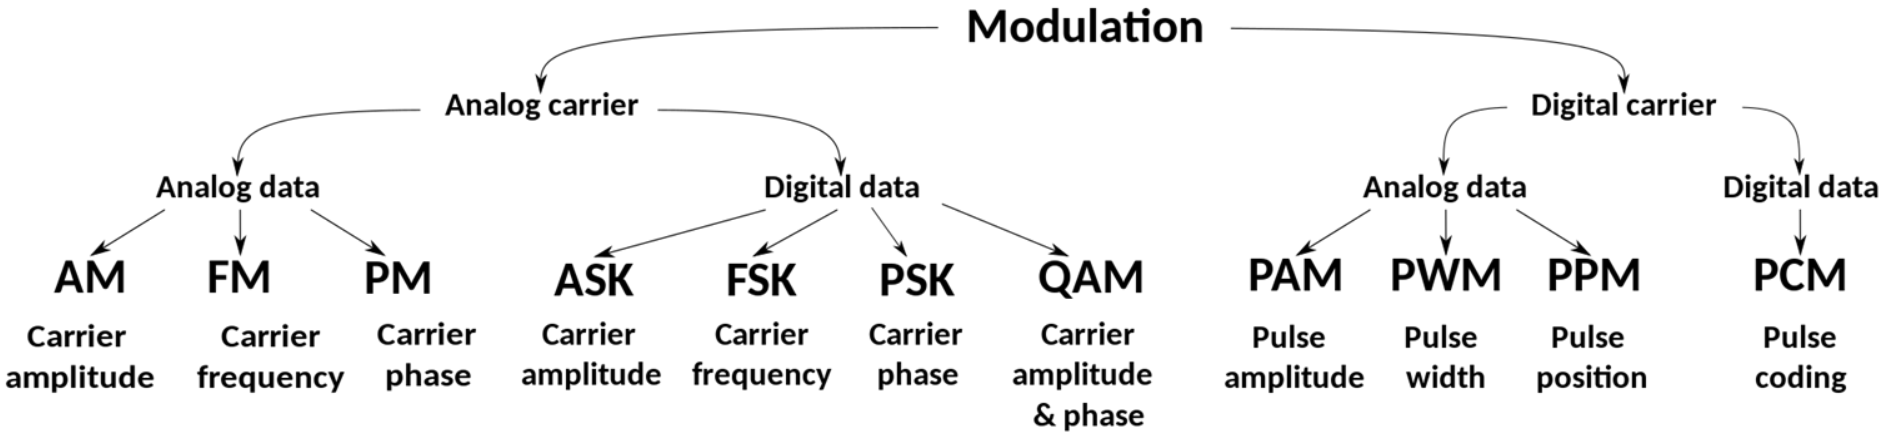 Modulation
Analog carrier
Digital carrier
Analog data
Digital data
Analog data
Digital data
AM
FM
PM
ASK
FSK
PSK
QAM
PAM
PWM
PPM
PCM
Carrier
amplitude
Carrier
frequency
Carrier
phase
Carrier
amplitude
Carrier
frequency
Carrier
phase
Carrier
amplitude
& phase
Pulse
amplitude
Pulse
width
Pulse
position
Pulse
coding